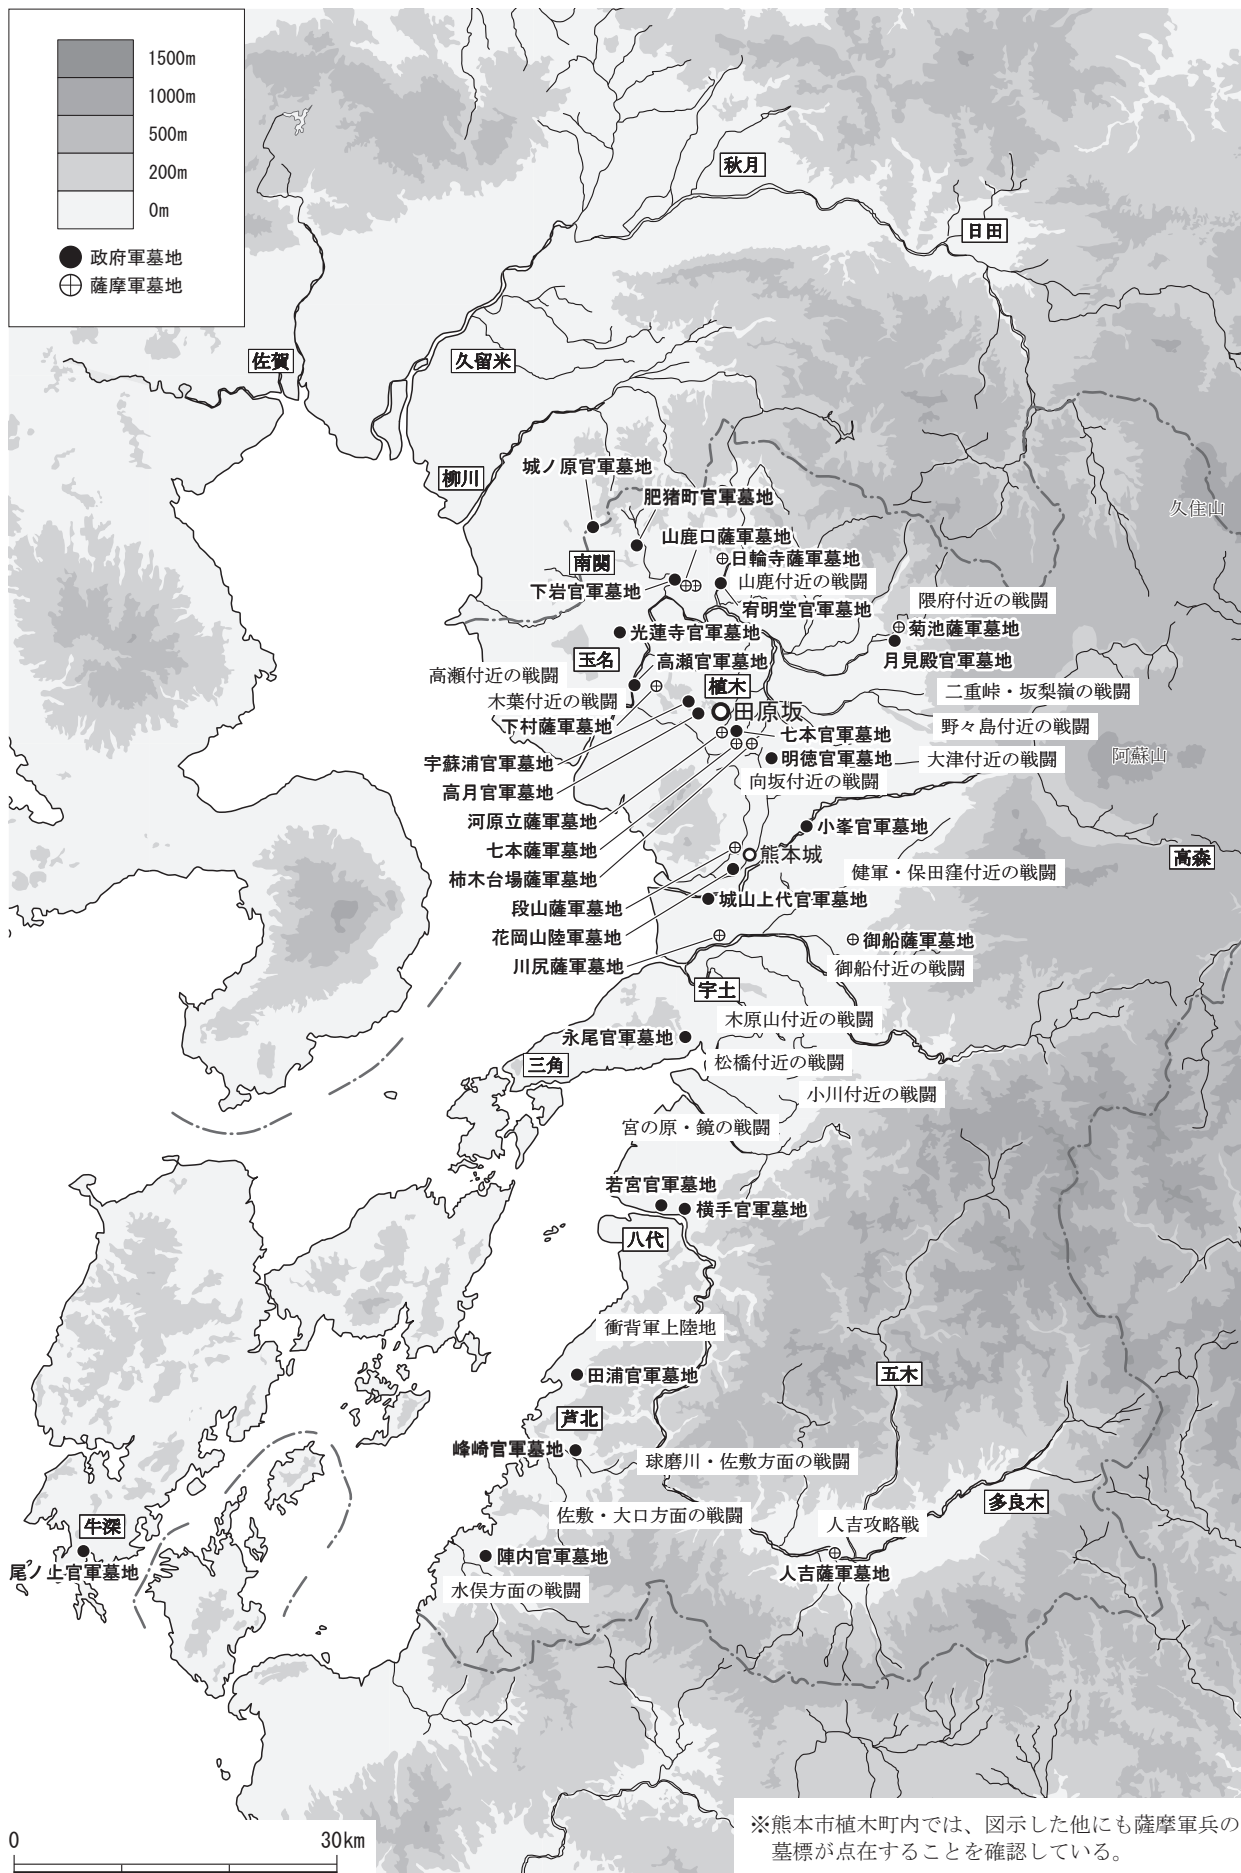 1500m
1000m
500m
200m
0m
政府軍墓地
薩摩軍墓地
秋月
日田
佐賀
久留米
柳川
城ノ原官軍墓地
肥猪町官軍墓地
久住山
山鹿口薩軍墓地
日輪寺薩軍墓地
南関
山鹿付近の戦闘
下岩官軍墓地
隈府付近の戦闘
宥明堂官軍墓地
菊池薩軍墓地
光蓮寺官軍墓地
月見殿官軍墓地
玉名
高瀬官軍墓地
高瀬付近の戦闘
植木
二重峠・坂梨嶺の戦闘
木葉付近の戦闘
田原坂
下村薩軍墓地
野々島付近の戦闘
七本官軍墓地
阿蘇山
宇蘇浦官軍墓地
明徳官軍墓地
大津付近の戦闘
向坂付近の戦闘
高月官軍墓地
河原立薩軍墓地
小峯官軍墓地
七本薩軍墓地
熊本城
高森
柿木台場薩軍墓地
健軍・保田窪付近の戦闘
段山薩軍墓地
城山上代官軍墓地
花岡山陸軍墓地
御船薩軍墓地
川尻薩軍墓地
御船付近の戦闘
宇土
木原山付近の戦闘
永尾官軍墓地
三角
松橋付近の戦闘
小川付近の戦闘
宮の原・鏡の戦闘
若宮官軍墓地
横手官軍墓地
八代
衝背軍上陸地
田浦官軍墓地
五木
芦北
峰崎官軍墓地
球磨川・佐敷方面の戦闘
多良木
佐敷・大口方面の戦闘
人吉攻略戦
牛深
陣内官軍墓地
尾ノ上官軍墓地
人吉薩軍墓地
水俣方面の戦闘
※熊本市植木町内では、図示した他にも薩摩軍兵の
墓標が点在することを確認している。
0
30km